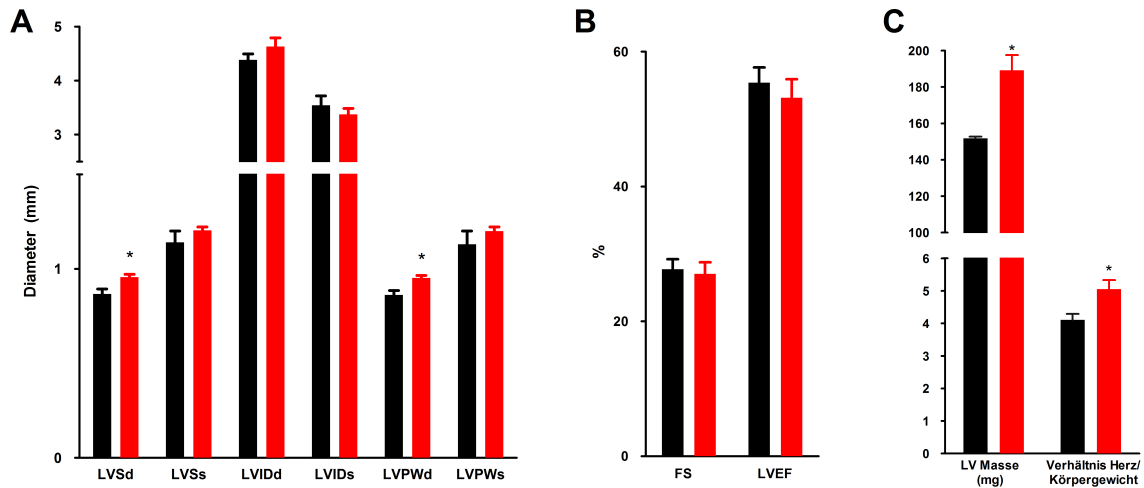 A
Diameter (mm)
5
4
3
1
0
*
*
LVSd LVSs LVIDd LVIDs LVPWd LVPWs
B
%
60
40
20
0
FS LVEF
C
200
180
160
140
120
100
6
5
4
3
2
1
0
*
*
LV Masse
(mg)
Verhältnis Herz/
Körpergewicht